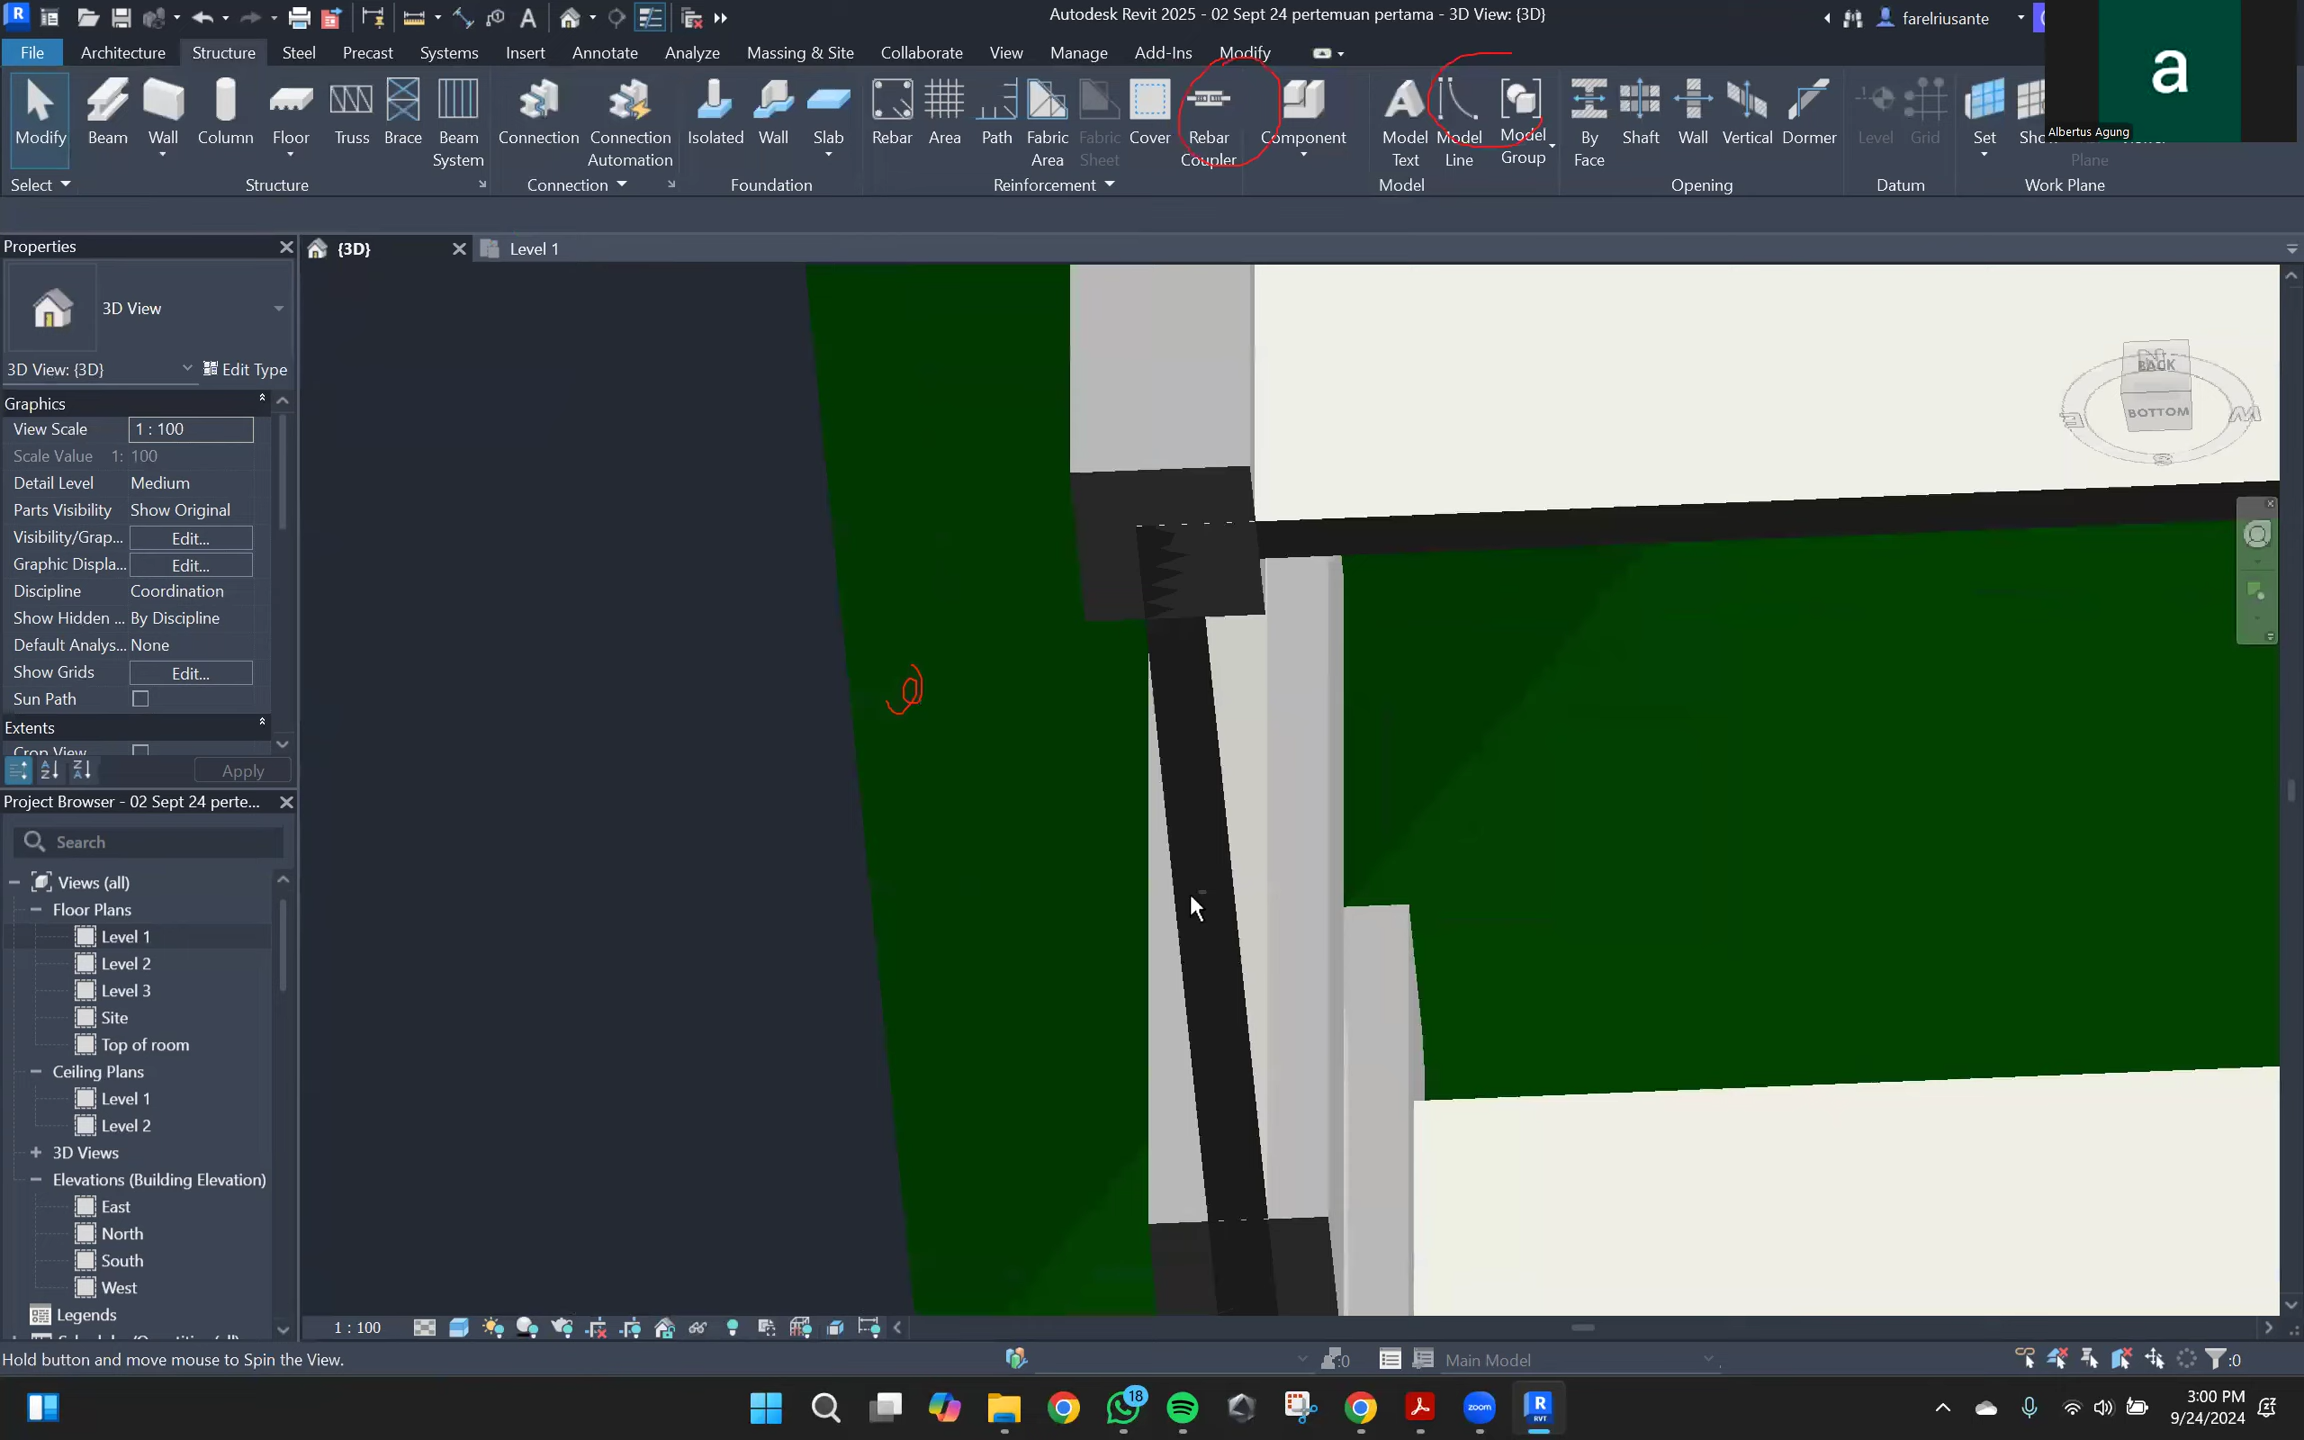 Autodesk Revit 2025 - 02 Sept 24 pertemuan pertama - 3D View: {3D}
farelriusante
File Architecture Structure Steel Precast Systems Insert Annotate Analyze Massing & Site Collaborate View Manage Add-Ins Modify
a
Albertus Agung
Modify Beam Wall Column Floor Truss Brace Beam System Connection Connection Automation Isolated Wall Slab Rebar Area Path Fabric Area Fabric Sheet Cover Rebar Coupler Component Model Text Model Line Model Group By Face Shaft Wall Vertical Dormer Level Grid Set
Select Structure Connection Foundation Reinforcement Model Opening Datum Work Plane
Properties
{3D} Level 1
3D View
3D View: {3D} Edit Type
Graphics
View Scale 1 : 100
Scale Value 1: 100
Detail Level Medium
Parts Visibility Show Original
Visibility/Grap... Edit...
Graphic Displa... Edit...
Discipline Coordination
Show Hidden ... By Discipline
Default Analys... None
Show Grids Edit...
Sun Path
Extents
Crop View
Apply
BACK
BOTTOM
N
E
W
S
Project Browser - 02 Sept 24 perte...
Search
Views (all)
Floor Plans
Level 1
Level 2
Level 3
Site
Top of room
Ceiling Plans
Level 1
Level 2
3D Views
Elevations (Building Elevation)
East
North
South
West
Legends
1 : 100
Hold button and move mouse to Spin the View.
:0 Main Model :0
18
zoom
R
RVT
3:00 PM
9/24/2024